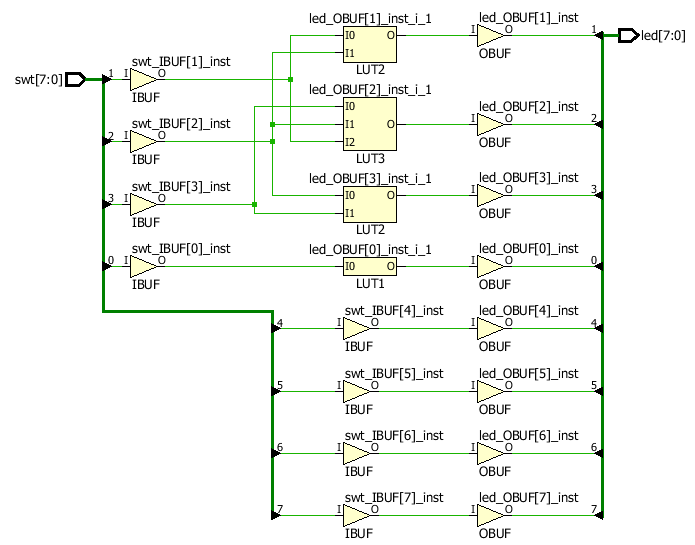 led_OBUF[1]_inst_i_1 led_OBUF[1]_inst
I0 O I O 1 led[7:0]
swt_IBUF[1]_inst I1 OBUF
LUT2
swt[7:0] 1 I O led_OBUF[2]_inst_i_1
IBUF I0 led_OBUF[2]_inst
swt_IBUF[2]_inst I1 O I O 2
2 I O I2 OBUF
IBUF LUT3
swt_IBUF[3]_inst led_OBUF[3]_inst_i_1 led_OBUF[3]_inst
3 I O I0 O I O 3
IBUF I1 OBUF
LUT2
swt_IBUF[0]_inst led_OBUF[0]_inst_i_1 led_OBUF[0]_inst
0 I O I0 O I O 0
IBUF LUT1 OBUF
swt_IBUF[4]_inst led_OBUF[4]_inst
4 I O I O 4
IBUF OBUF
swt_IBUF[5]_inst led_OBUF[5]_inst
5 I O I O 5
IBUF OBUF
swt_IBUF[6]_inst led_OBUF[6]_inst
6 I O I O 6
IBUF OBUF
swt_IBUF[7]_inst led_OBUF[7]_inst
7 I O I O 7
IBUF OBUF